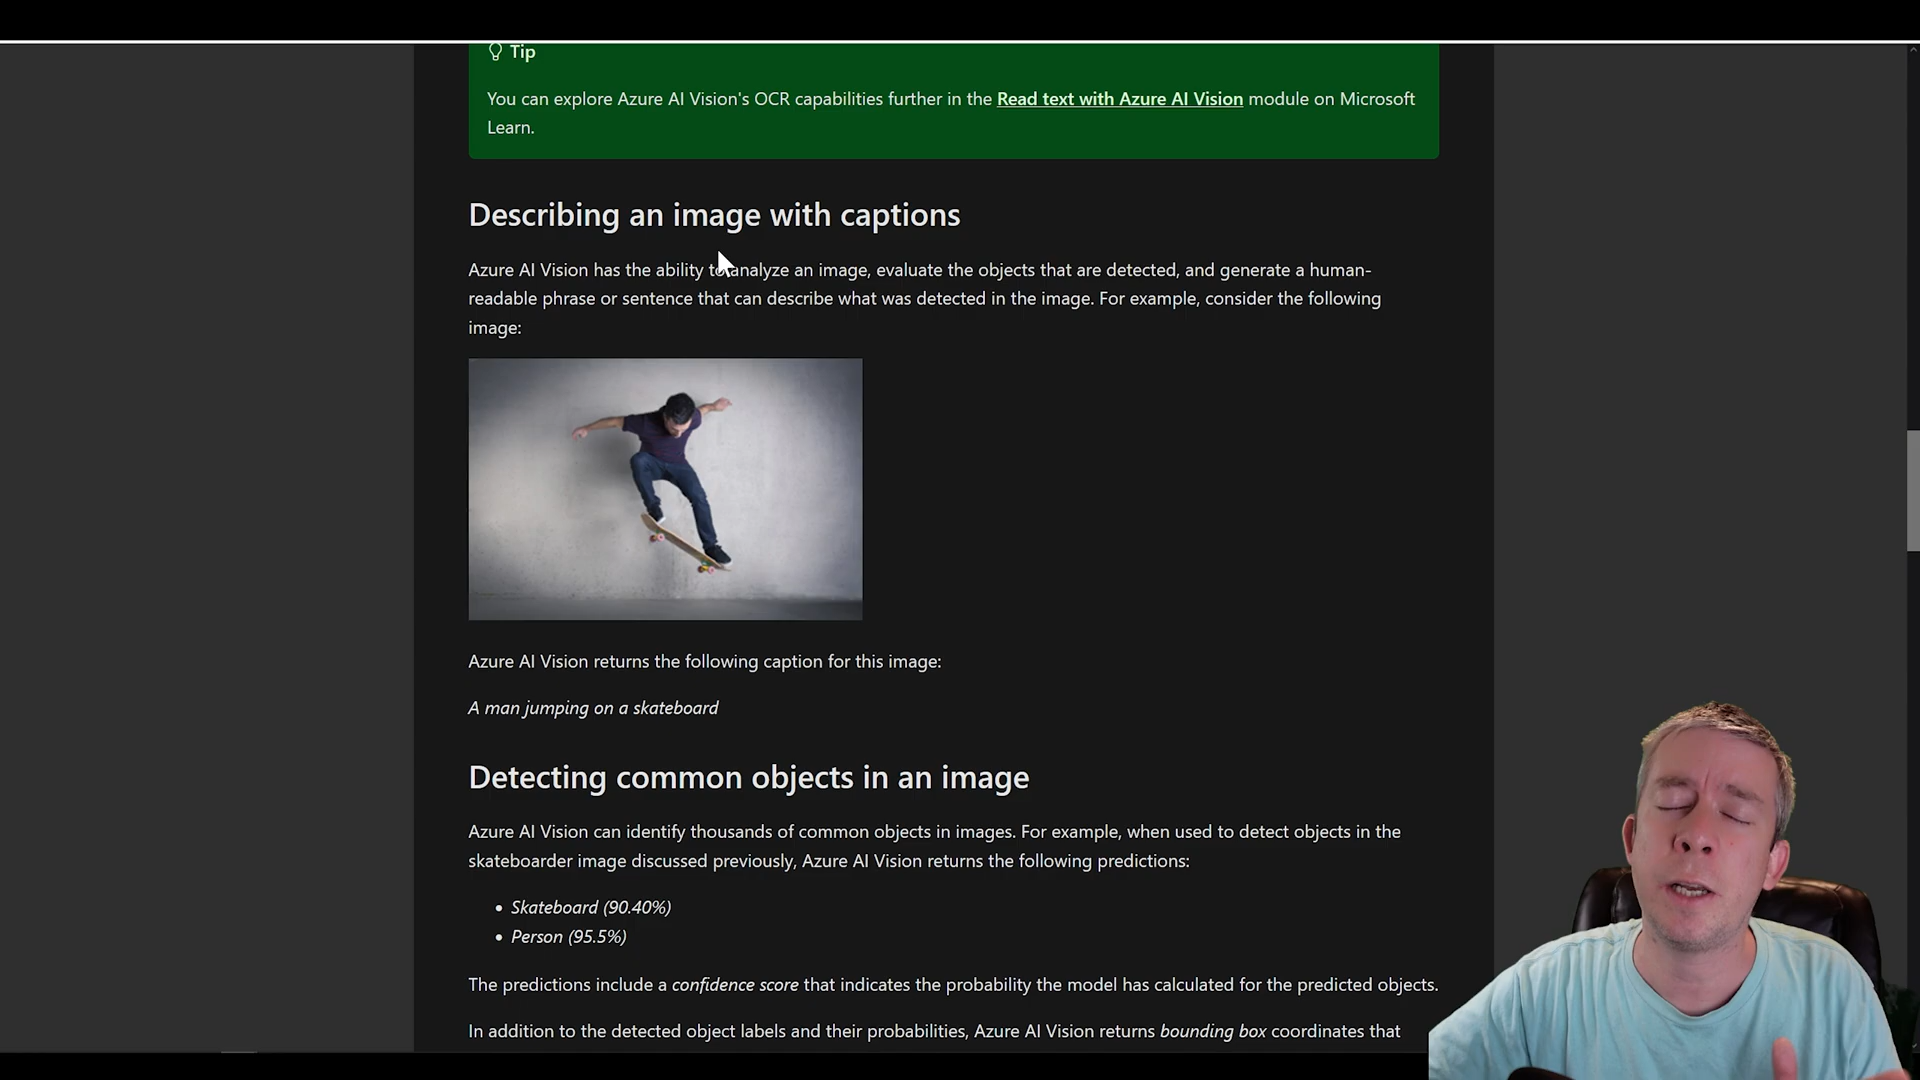 Tip
You can explore Azure AI Vision's OCR capabilities further in the Read text with Azure AI Vision module on Microsoft
Learn.
Describing an image with captions
Azure AI Vision has the ability to analyze an image, evaluate the objects that are detected, and generate a human-
readable phrase or sentence that can describe what was detected in the image. For example, consider the following
image:
Azure AI Vision returns the following caption for this image:
A man jumping on a skateboard
Detecting common objects in an image
Azure AI Vision can identify thousands of common objects in images. For example, when used to detect objects in the
skateboarder image discussed previously, Azure AI Vision returns the following predictions:
• Skateboard (90.40%)
• Person (95.5%)
The predictions include a confidence score that indicates the probability the model has calculated for the predicted objects.
In addition to the detected object labels and their probabilities, Azure AI Vision returns bounding box coordinates that